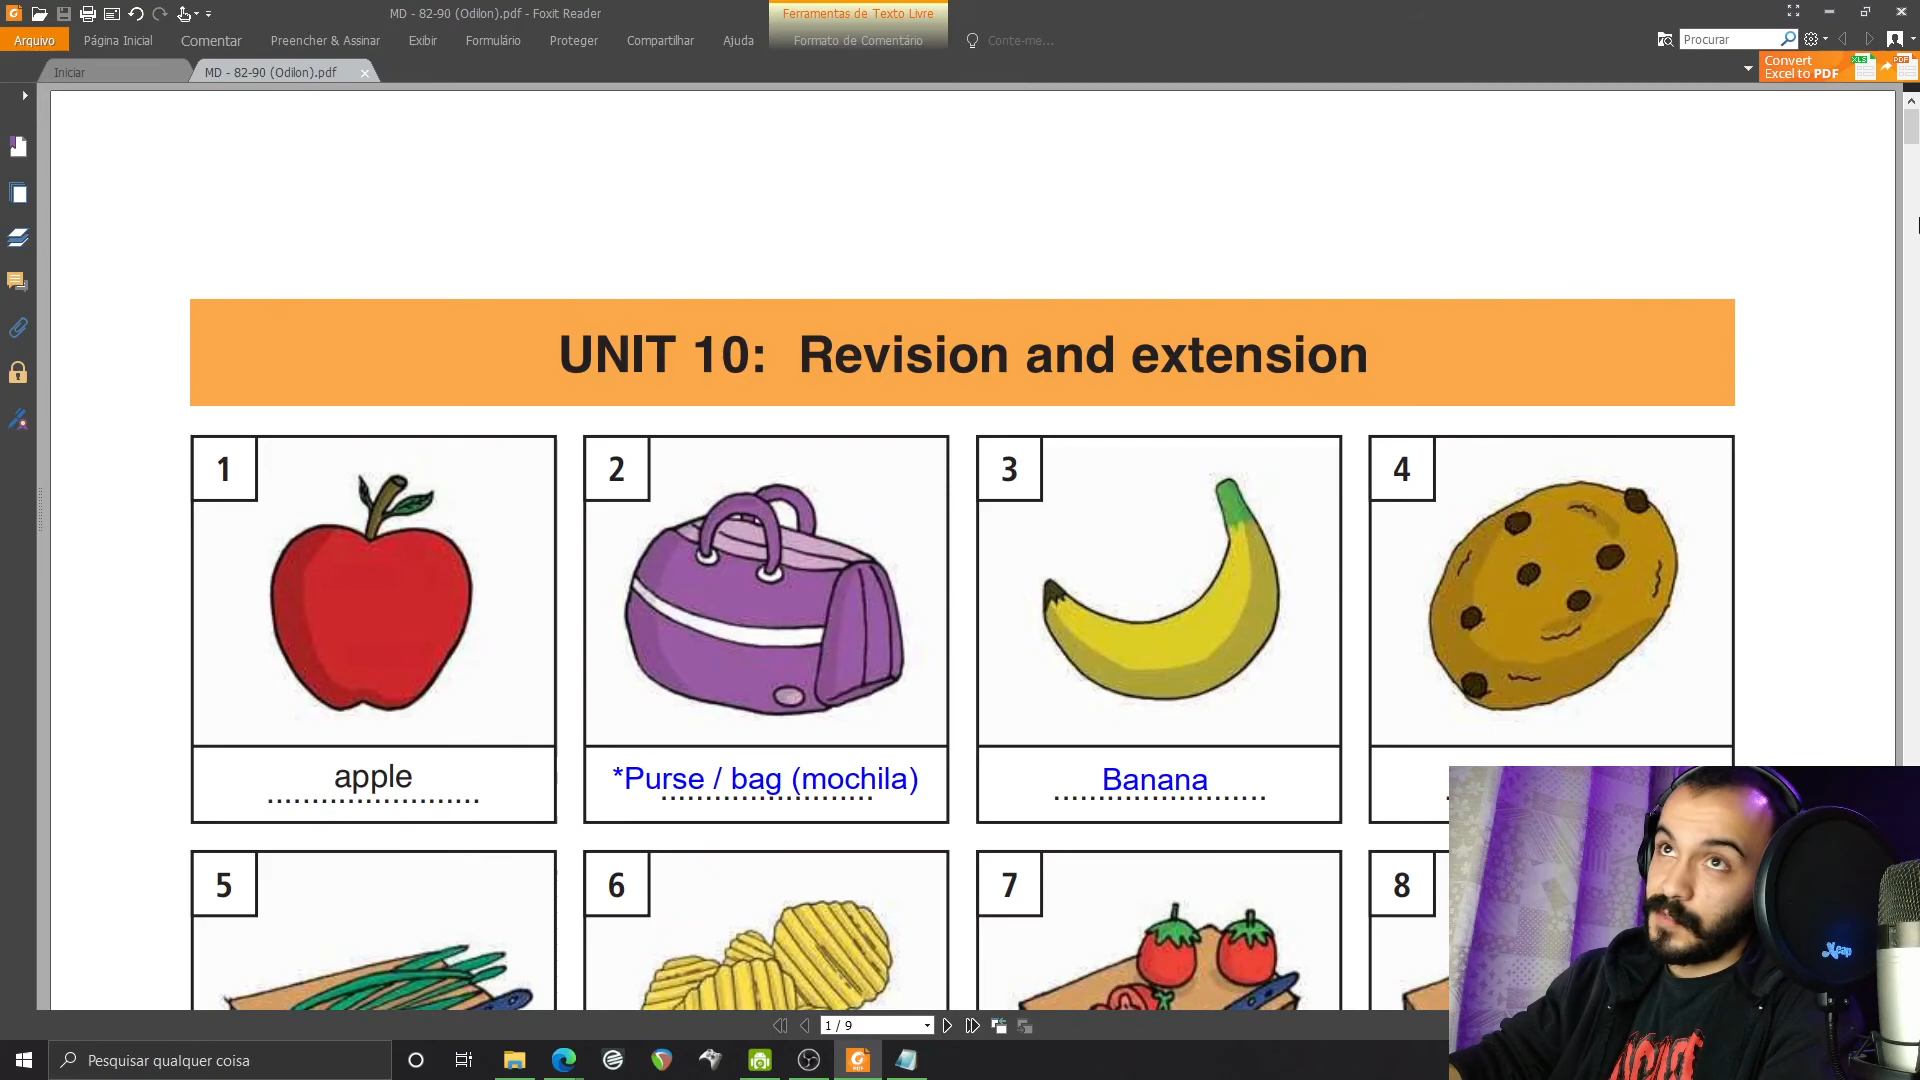 MD - 82-90 (Odilon).pdf - Foxit Reader
Ferramentas de Texto Livre
Arquivo
Página Inicial
Comentar
Preencher & Assinar
Exibir
Formulário
Proteger
Compartilhar
Ajuda
Formato de Comentário
Conte-me...
Procurar
Iniciar
MD - 82-90 (Odilon).pdf
Convert
Excel to PDF
XLS
PDF
UNIT 10: Revision and extension
1
2
3
4
apple
*Purse / bag (mochila)
Banana
5
6
7
8
1 / 9
Pesquisar qualquer coisa